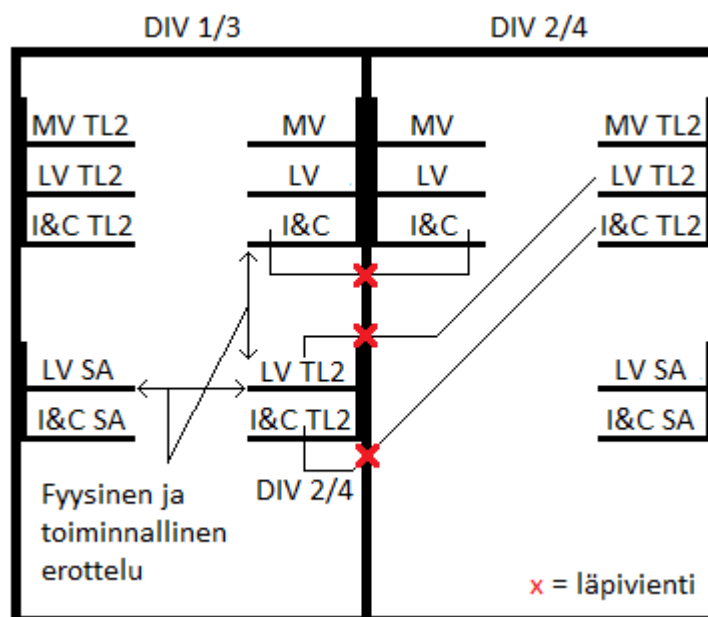 DIV 1/3
DIV 2/4
MV TL2
MV
MV
MV TL2
LV TL2
LV
LV
LV TL2
I&C TL2
I&C
I&C
I&C TL2
LV SA
LV TL2
LV SA
I&C SA
I&C TL2
I&C SA
DIV 2/4
Fyysinen ja
toiminnallinen
erottelu
x = läpivienti